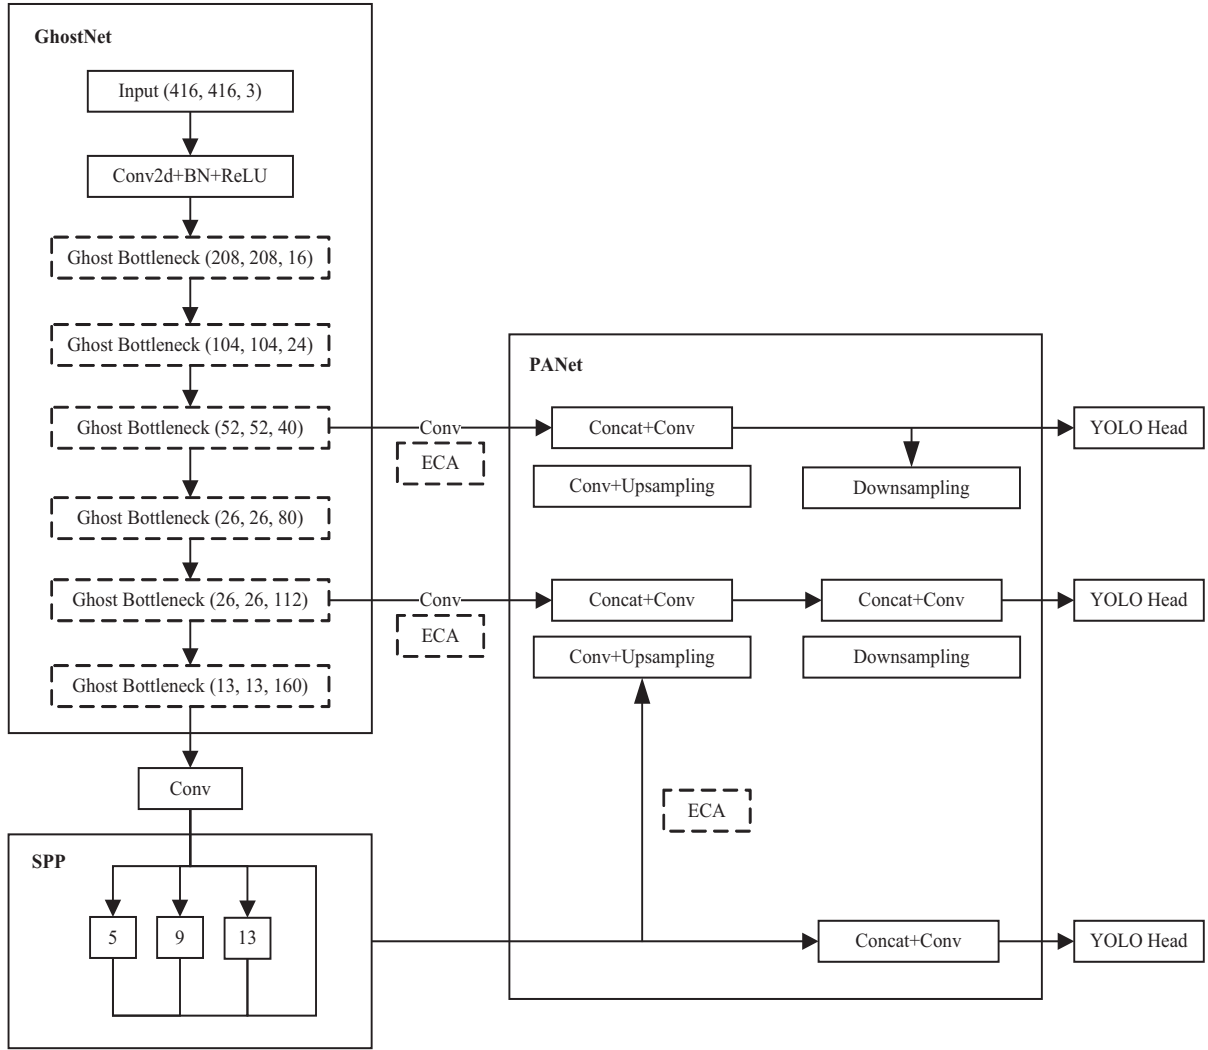 GhostNet
Input (416, 416, 3)
Conv2d+BN+ReLU
Ghost Bottleneck (208, 208, 16)
Ghost Bottleneck (104, 104, 24)
Ghost Bottleneck (52, 52, 40)
Ghost Bottleneck (26, 26, 80)
Ghost Bottleneck (26, 26, 112)
Ghost Bottleneck (13, 13, 160)
Conv
SPP
5
9
13
Conv
ECA
Conv
ECA
PANet
Concat+Conv
Conv+Upsampling
Downsampling
YOLO Head
Concat+Conv
Conv+Upsampling
Concat+Conv
Downsampling
YOLO Head
ECA
Concat+Conv
YOLO Head